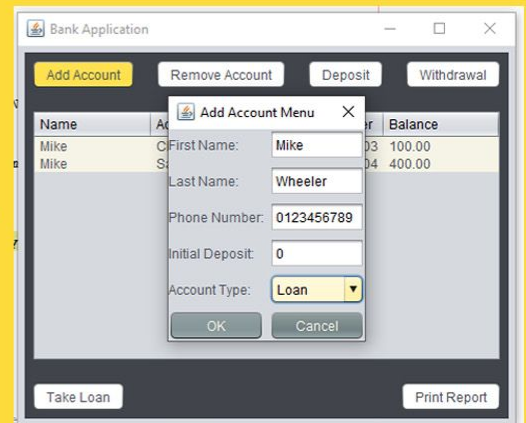 Bank Application
Add Account Remove Account Deposit Withdrawal
Add Account Menu
Name Balance
Mike 03 100.00
Mike 04 400.00
First Name: Mike
Last Name: Wheeler
Phone Number: 0123456789
Initial Deposit: 0
Account Type: Loan
OK Cancel
Take Loan Print Report